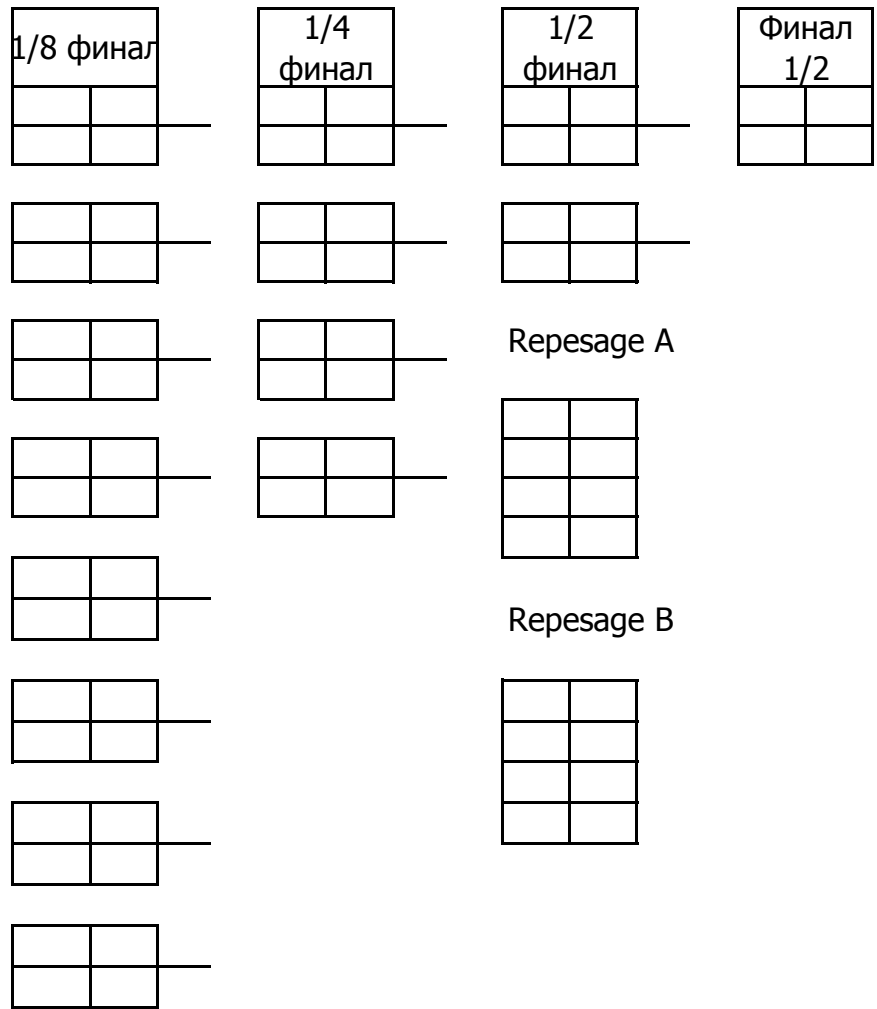 1/8 финал
1/4
финал
1/2
финал
Финал
1/2
Repesage A
Repesage B